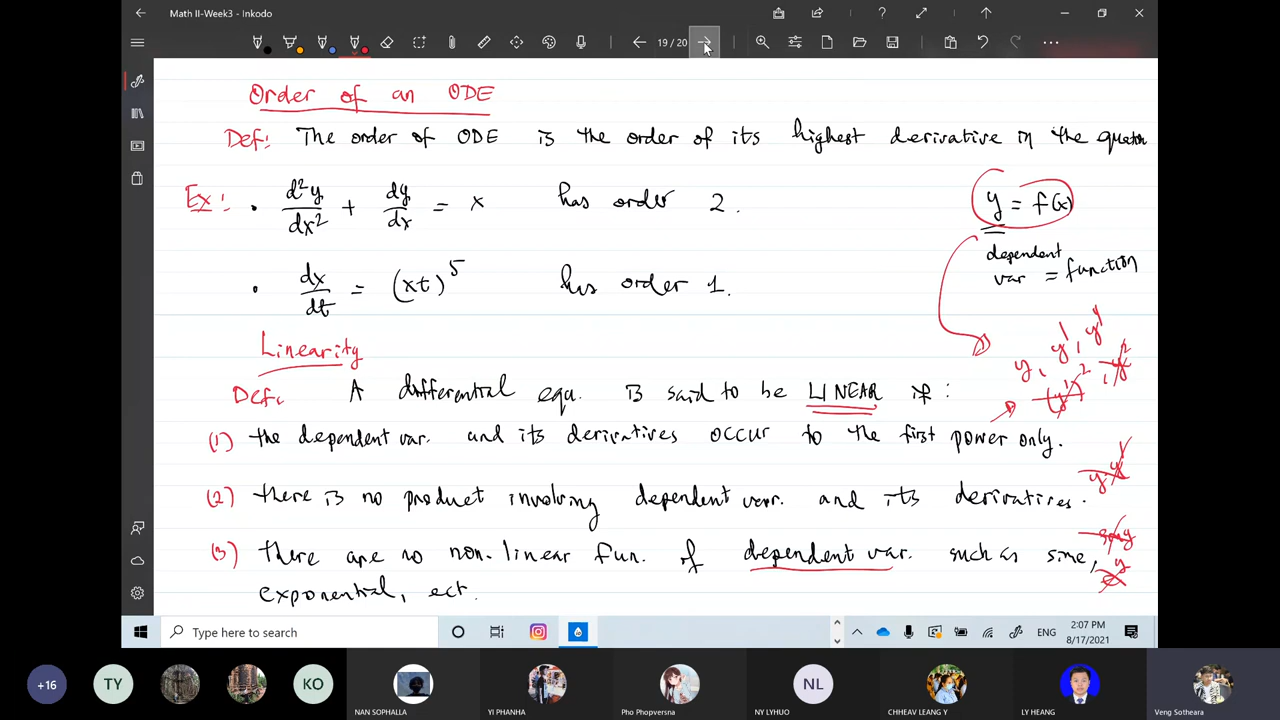 Math II-Week3 - Inkodo
19 / 20
Order of an ODE
Def: The order of ODE is the order of its highest derivative in the equation
Ex: • d²y/dx² + dy/dx = x has order 2.
y = f(x)
dependent var = function
• dx/dt = (xt)⁵ has order 1.
Linearity
y, y', y''
(y')², y²
Def: A differential equ. is said to be LINEAR if :
(1) the dependent var. and its derivatives occur to the first power only.
y.y'
(2) there is no product involving dependent var. and its derivatives.
(3) there are no non-linear fun. of dependent var. such as sine,
sin y
e^y
exponential, ect.
Type here to search
ENG
2:07 PM
8/17/2021
+16
TY
KO
NL
NAN SOPHALLA
YI PHANHA
Pho Phopversna
NY LYHUO
CHHEAV LEANG Y
LY HEANG
Veng Sotheara